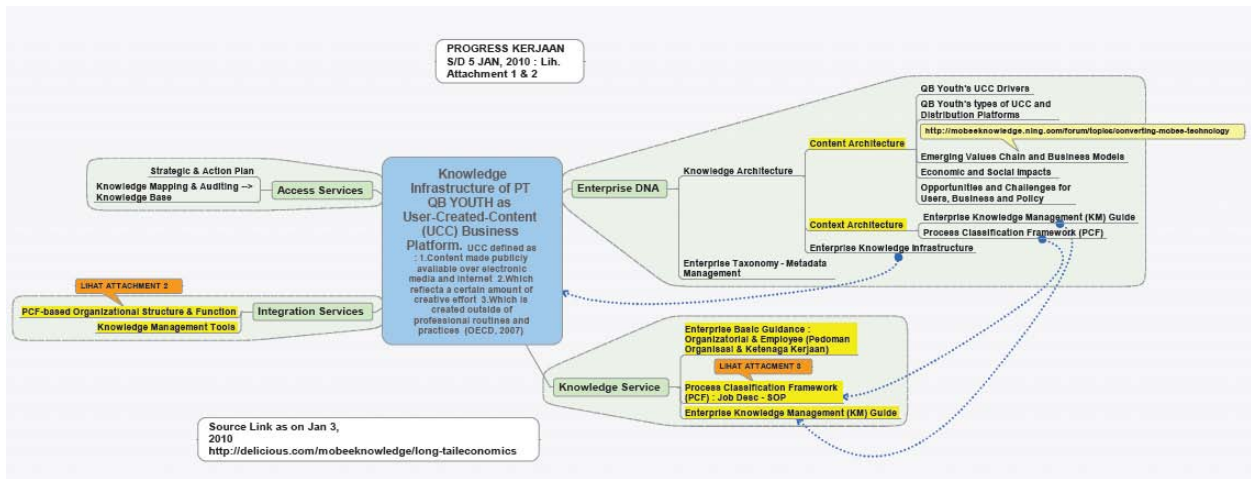 PROGRESS KERJAAN
S/D 5 JAN, 2010 : Lih.
Attachment 1 & 2
Strategic & Action Plan
Knowledge Mapping & Auditing -->
Knowledge Base
Access Services
LIHAT ATTACHMENT 2
PCF-based Organizational Structure & Function
Knowledge Management Tools
Integration Services
Knowledge
Infrastructure of PT
QB YOUTH as
User-Created-Content
(UCC) Business
Platform. UCC defined as
: 1.Content made publicly
available over electronic
media and internet 2.Which
reflects a certain amount of
creative effort 3.Which is
created outside of
professional routines and
practices (OECD, 2007)
Enterprise DNA
Knowledge Architecture
Content Architecture
QB Youth's UCC Drivers
QB Youth's types of UCC and
Distribution Platforms
http://mobeeknowledge.ning.com/forum/topics/converting-mobee-technology
Emerging Values Chain and Business Models
Economic and Social Impacts
Opportunities and Challenges for
Users, Business and Policy
Context Architecture
Enterprise Knowledge Management (KM) Guide
Process Classification Framework (PCF)
Enterprise Knowledge Infrastructure
Enterprise Taxonomy - Metadata
Management
Knowledge Service
Enterprise Basic Guidance :
Organizatorial & Employee (Pedoman
Organisasi & Ketenaga Kerjaan)
LIHAT ATTACMENT 3
Process Classification Framework
(PCF) : Job Desc - SOP
Enterprise Knowledge Management (KM) Guide
Source Link as on Jan 3,
2010
http://delicious.com/mobeeknowledge/long-taileconomics